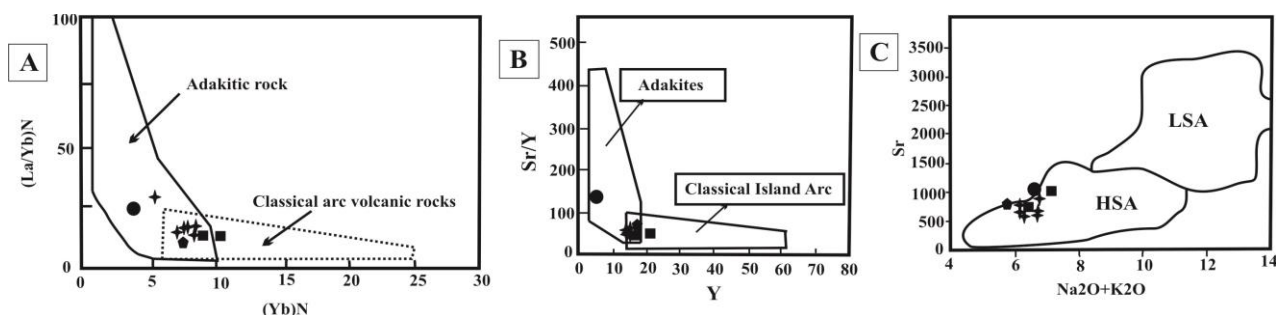 A
100
50
0
(La/Yb)N
Adakitic rock
Classical arc volcanic rocks
0 5 10 15 20 25 30
(Yb)N
B
500
400
300
200
100
0
Sr/Y
Adakites
Classical Island Arc
0 10 20 30 40 50 60 70 80
Y
C
3500
3000
2500
2000
1500
1000
500
0
Sr
LSA
HSA
4 6 8 10 12 14
Na2O+K2O